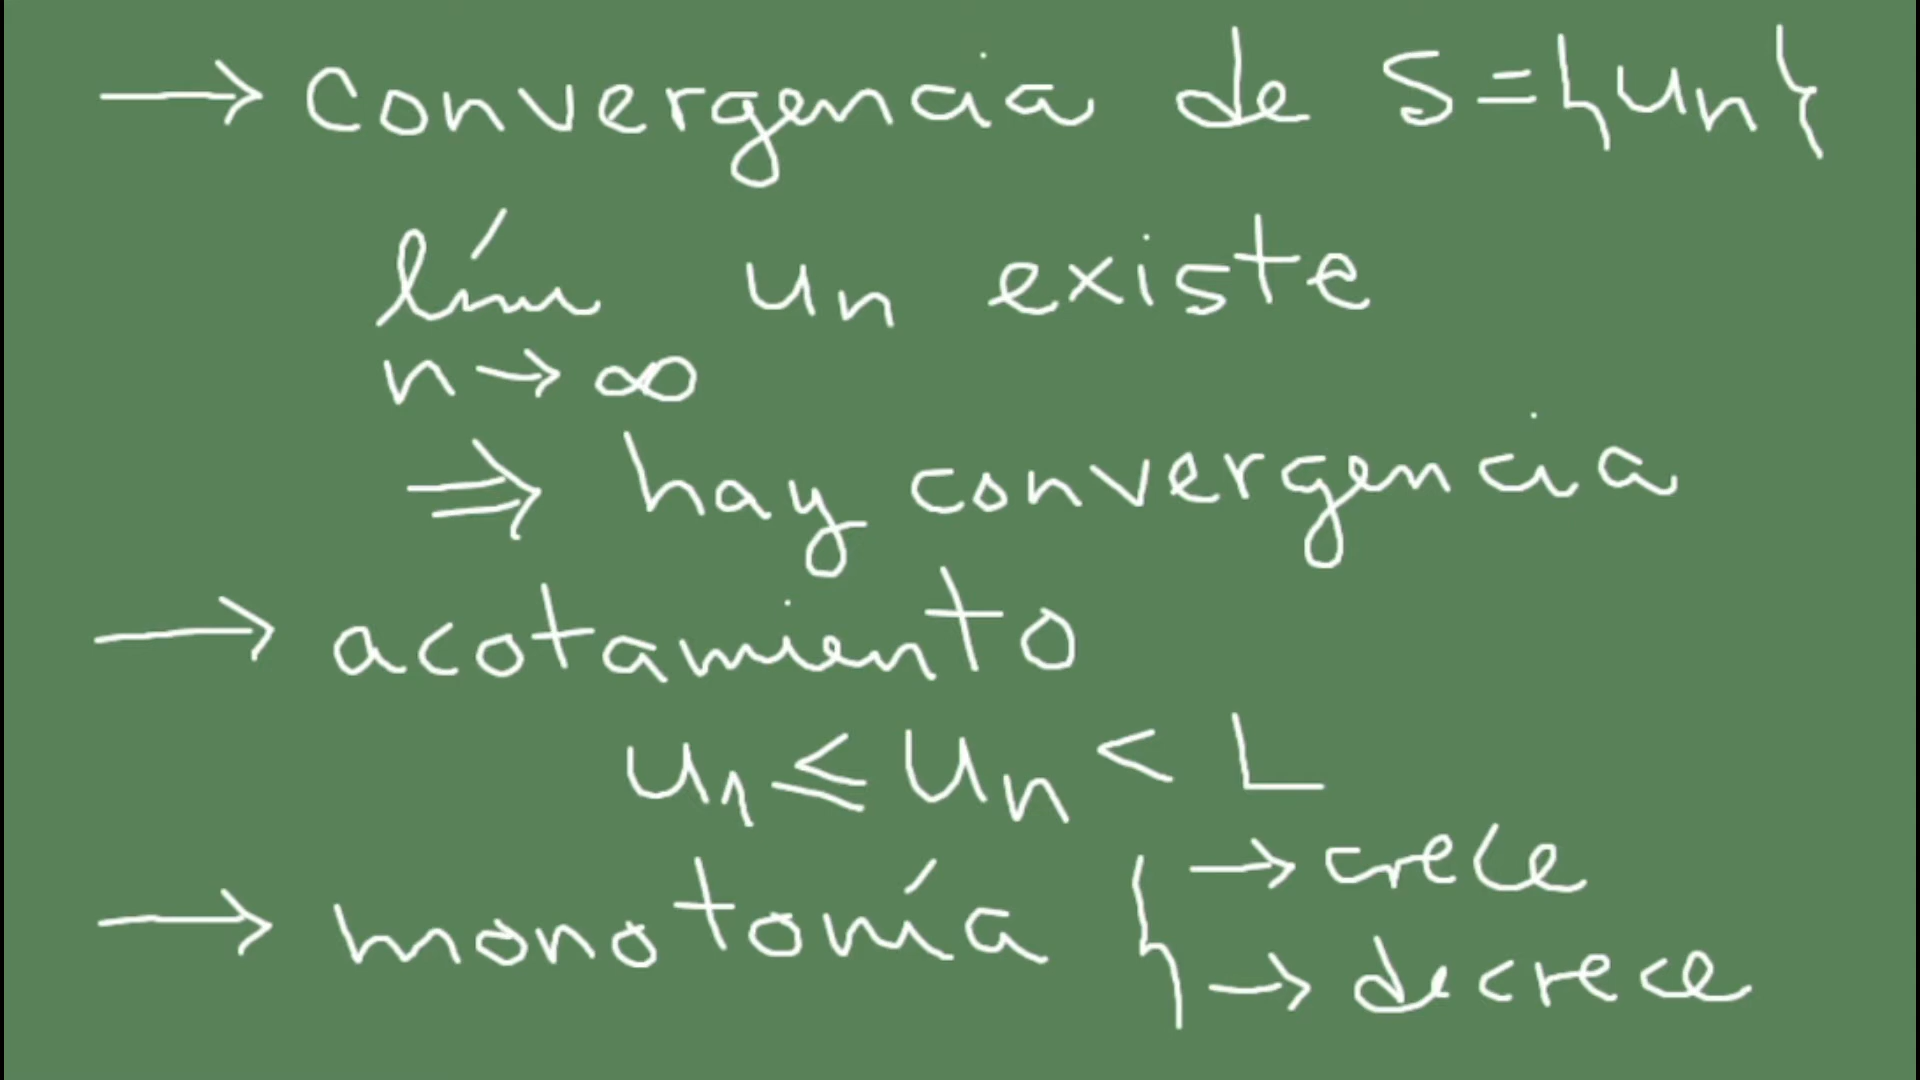 → convergencia de S = {un}
lím un existe
n → ∞
⇒ hay convergencia
→ acotamiento
u1 ≤ un < L
→ monotonía { → crece
→ decrece